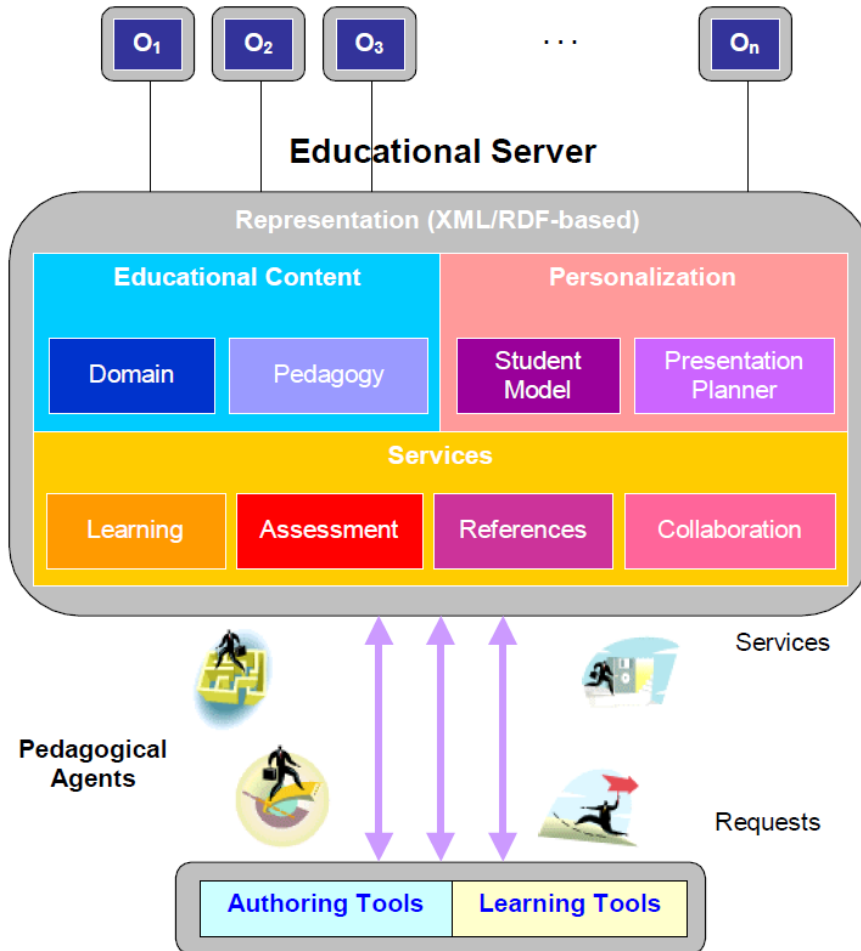 O1 O2 O3 ... On
Educational Server
Representation (XML/RDF-based)
Educational Content
Personalization
Domain
Pedagogy
Student
Model
Presentation
Planner
Services
Learning
Assessment
References
Collaboration
Services
Pedagogical
Agents
Requests
Authoring Tools
Learning Tools